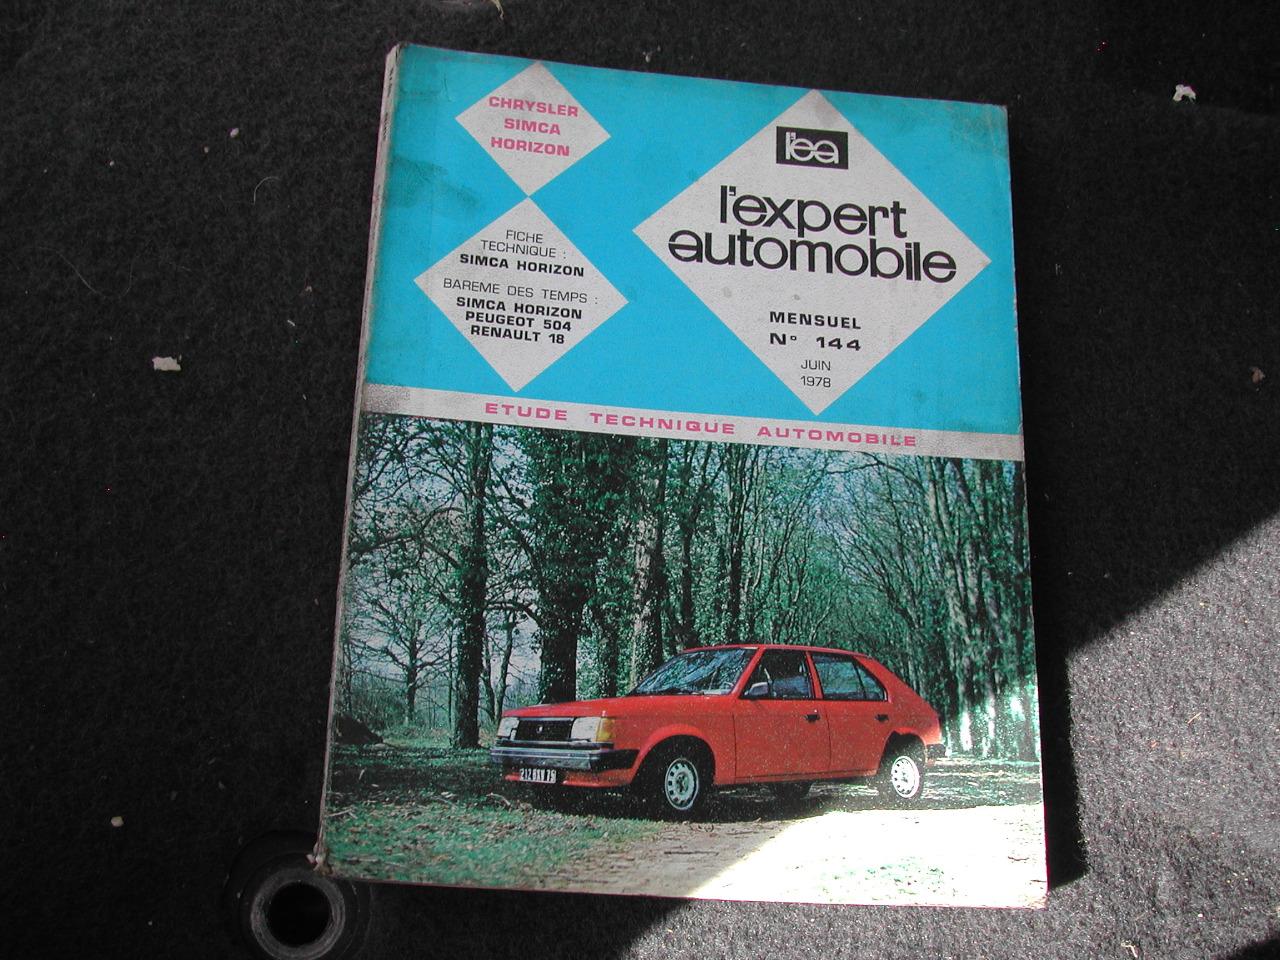 CHRYSLER
SIMCA
HORIZON
FICHE
TECHNIQUE :
SIMCA HORIZON
BAREME DES TEMPS :
SIMCA HORIZON
PEUGEOT 504
RENAULT 18
l'ea
l'expert
automobile
MENSUEL
N° 144
JUIN
1978
ETUDE TECHNIQUE AUTOMOBILE